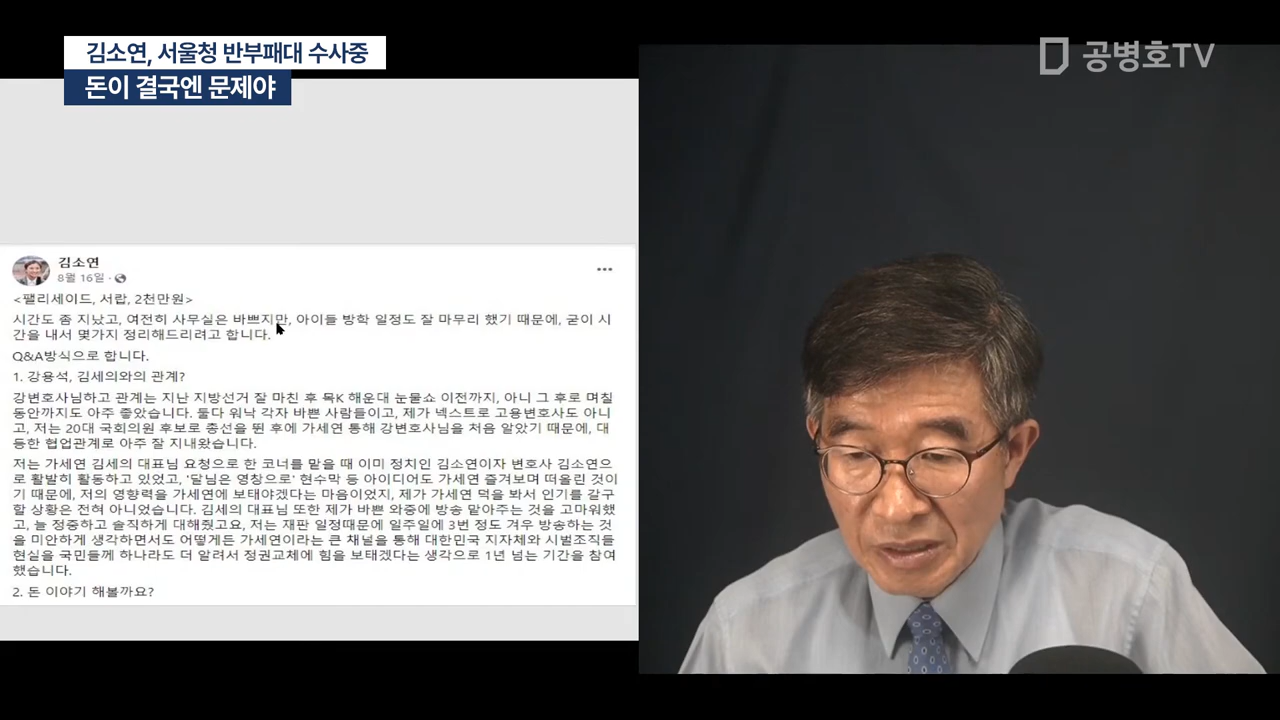 김소연, 서울청 반부패대 수사중
돈이 결국엔 문제야
공병호TV
김소연
8월 16일
<팰리세이드, 서랍, 2천만원>
시간도 좀 지났고, 여전히 사무실은 바쁘지만, 아이들 방학 일정도 잘 마무리 했기 때문에, 굳이 시
간을 내서 몇가지 정리해드리려고 합니다.
Q&A방식으로 합니다.
1. 강용석, 김세의와의 관계?
강변호사님하고 관계는 지난 지방선거 잘 마친 후 목K 해운대 눈물쇼 이전까지, 아니 그 후로 며칠
동안까지도 아주 좋았습니다. 둘다 워낙 각자 바쁜 사람들이고, 제가 넥스트로 고용변호사도 아니
고, 저는 20대 국회의원 후보로 총선을 뛴 후에 가세연 통해 강변호사님을 처음 알았기 때문에, 대
등한 협업관계로 아주 잘 지내왔습니다.
저는 가세연 김세의 대표님 요청으로 한 코너를 맡을 때 이미 정치인 김소연이자 변호사 김소연으
로 활발히 활동하고 있었고, '달님은 영창으로' 현수막 등 아이디어도 가세연 즐겨보며 떠올린 것이
기 때문에, 저의 영향력을 가세연에 보태야겠다는 마음이었지, 제가 가세연 덕을 봐서 인기를 갈구
할 상황은 전혀 아니었습니다. 김세의 대표님 또한 제가 바쁜 와중에 방송 맡아주는 것을 고마워했
고, 늘 정중하고 솔직하게 대해줬고요, 저는 재판 일정때문에 일주일에 3번 정도 겨우 방송하는 것
을 미안하게 생각하면서도 어떻게든 가세연이라는 큰 채널을 통해 대한민국 지자체와 시벌조직들
현실을 국민들께 하나라도 더 알려서 정권교체에 힘을 보태겠다는 생각으로 1년 넘는 기간을 참여
했습니다.
2. 돈 이야기 해볼까요?